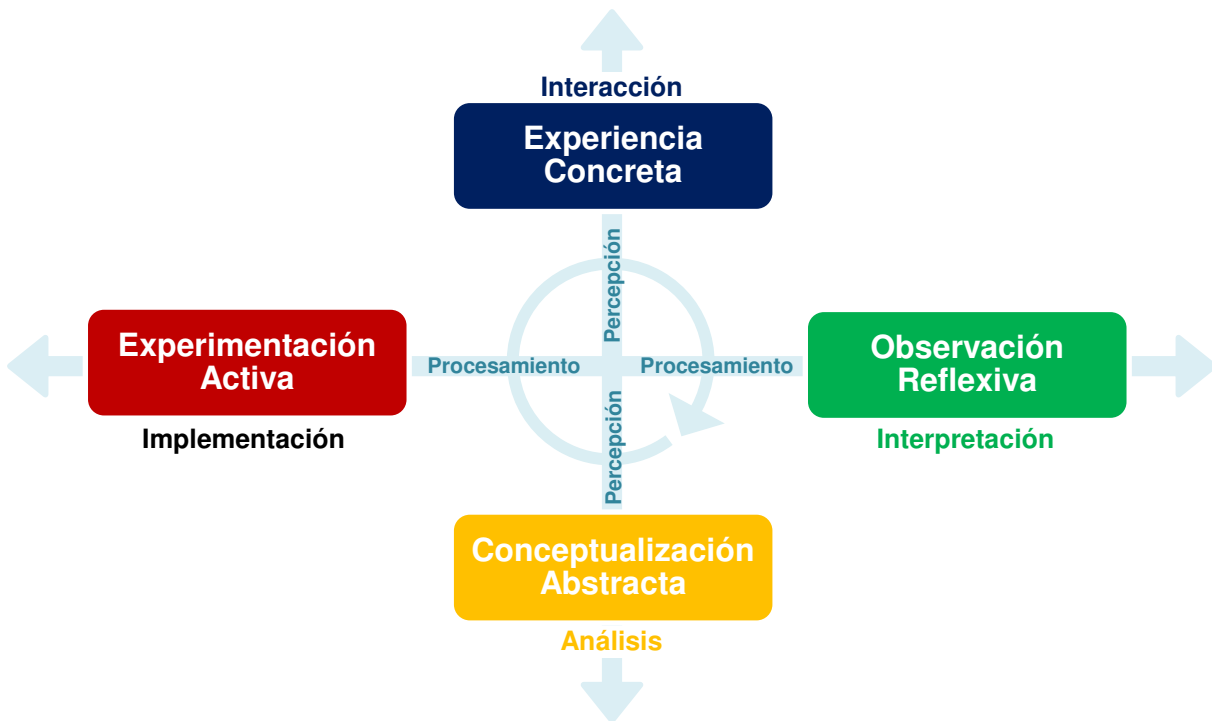 Interacción
Experiencia
Concreta
Percepción
Experimentación
Activa
Procesamiento
Procesamiento
Observación
Reflexiva
Implementación
Interpretación
Percepción
Conceptualización
Abstracta
Análisis